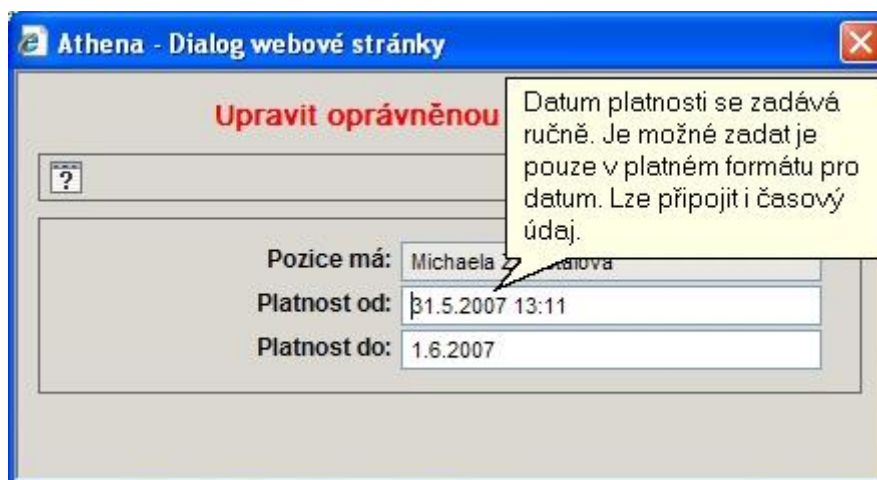 Athena - Dialog webové stránky
Upravit oprávněnou
Datum platnosti se zadává
ručně. Je možné zadat je
pouze v platném formátu pro
datum. Lze připojit i časový
údaj.
?
Pozice má: Michaela
Platnost od: 31.5.2007 13:11
Platnost do: 1.6.2007